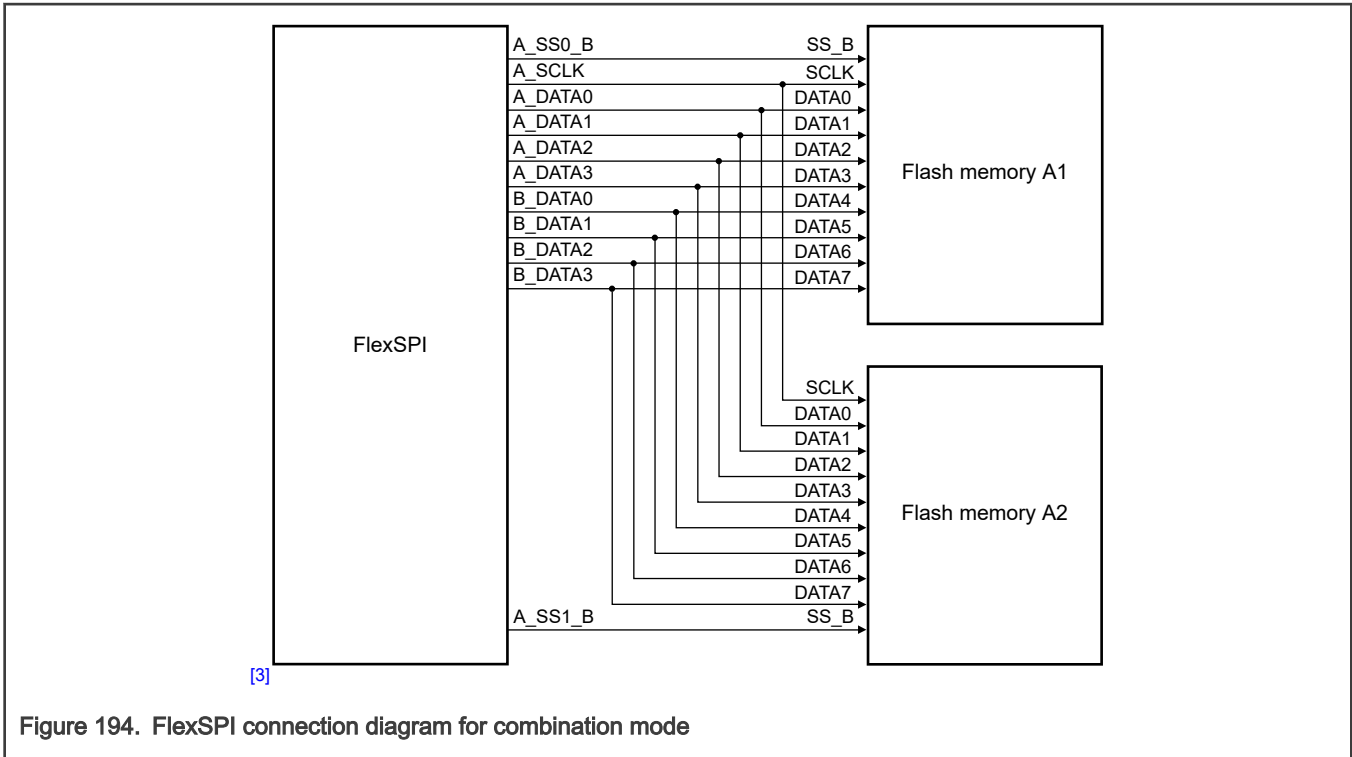 A_SS0_B SS_B
A_SCLK SCLK
A_DATA0 DATA0
A_DATA1 DATA1
A_DATA2 DATA2
A_DATA3 DATA3
B_DATA0 DATA4
B_DATA1 DATA5
B_DATA2 DATA6
B_DATA3 DATA7
Flash memory A1
FlexSPI
SCLK
DATA0
DATA1
DATA2
DATA3
DATA4
DATA5
DATA6
DATA7
Flash memory A2
A_SS1_B SS_B
[3]
Figure 194. FlexSPI connection diagram for combination mode